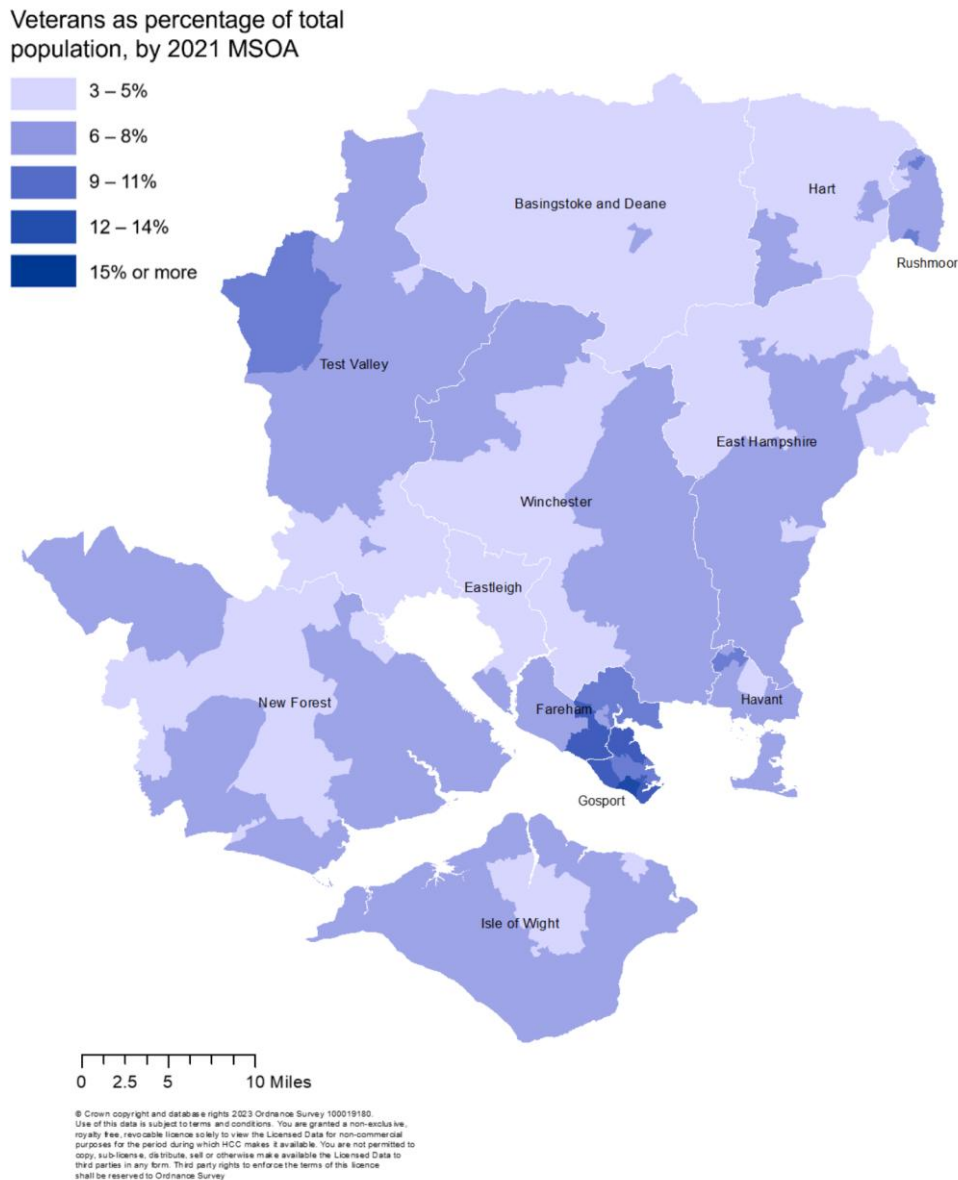 Veterans as percentage of total
population, by 2021 MSOA
3 – 5%
6 – 8%
9 – 11%
12 – 14%
15% or more
Basingstoke and Deane
Hart
Rushmoor
Test Valley
East Hampshire
Winchester
Eastleigh
New Forest
Fareham
Havant
Gosport
Isle of Wight
0 2.5 5 10 Miles
© Crown copyright and database rights 2023 Ordnance Survey 100019180.
Use of this data is subject to terms and conditions. You are granted a non-exclusive,
royalty free, revocable licence solely to view the Licensed Data for non-commercial
purposes for the period during which HCC makes it available. You are not permitted to
copy, sub-license, distribute, sell or otherwise make available the Licensed Data to
third parties in any form. Third party rights to enforce the terms of this licence
shall be reserved to Ordnance Survey